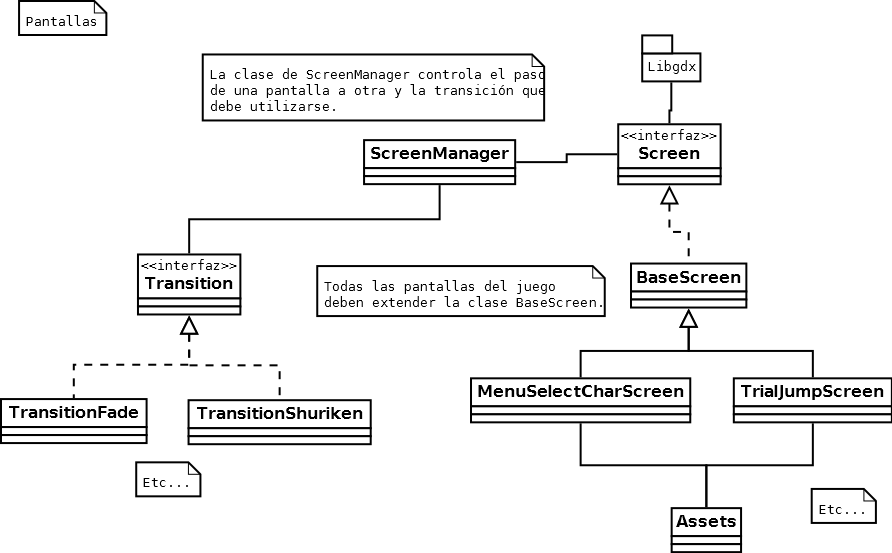 Pantallas
La clase de ScreenManager controla el paso
de una pantalla a otra y la transición que
debe utilizarse.
Libgdx
<<interfaz>>
Screen
ScreenManager
<<interfaz>>
Transition
Todas las pantallas del juego
deben extender la clase BaseScreen.
BaseScreen
MenuSelectCharScreen
TrialJumpScreen
TransitionFade
TransitionShuriken
Etc...
Etc...
Assets